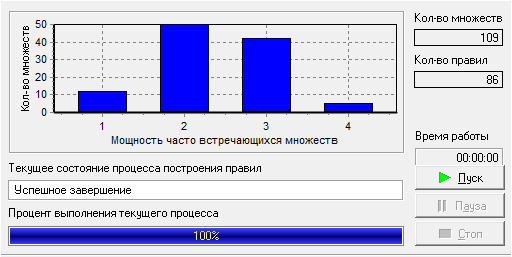 Кол-во множеств
50
40
30
20
10
0
1 2 3 4
Мощность часто встречающихся множеств
Кол-во множеств
109
Кол-во правил
86
Время работы
00:00:00
Пуск
Пауза
Стоп
Текущее состояние процесса построения правил
Успешное завершение
Процент выполнения текущего процесса
100%